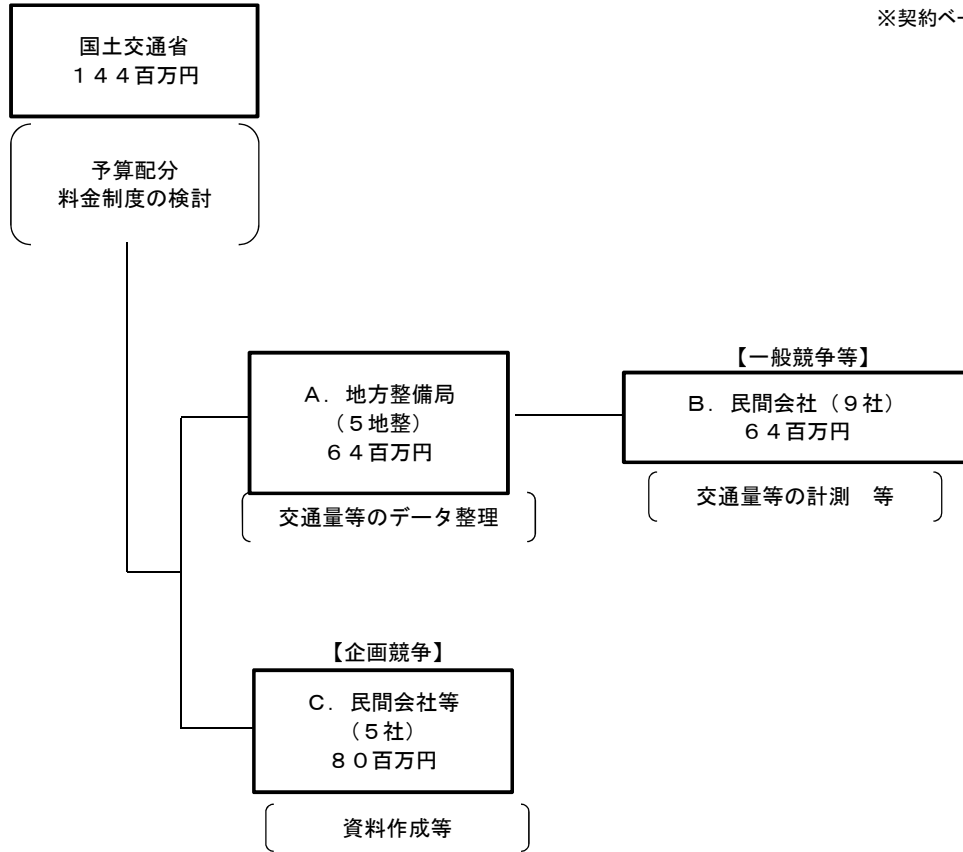 ※契約ベー
国土交通省
１４４百万円
予算配分
料金制度の検討
【一般競争等】
A．地方整備局
（５地整）
６４百万円
B．民間会社（９社）
６４百万円
交通量等のデータ整理
交通量等の計測　等
【企画競争】
C．民間会社等
（５社）
８０百万円
資料作成等